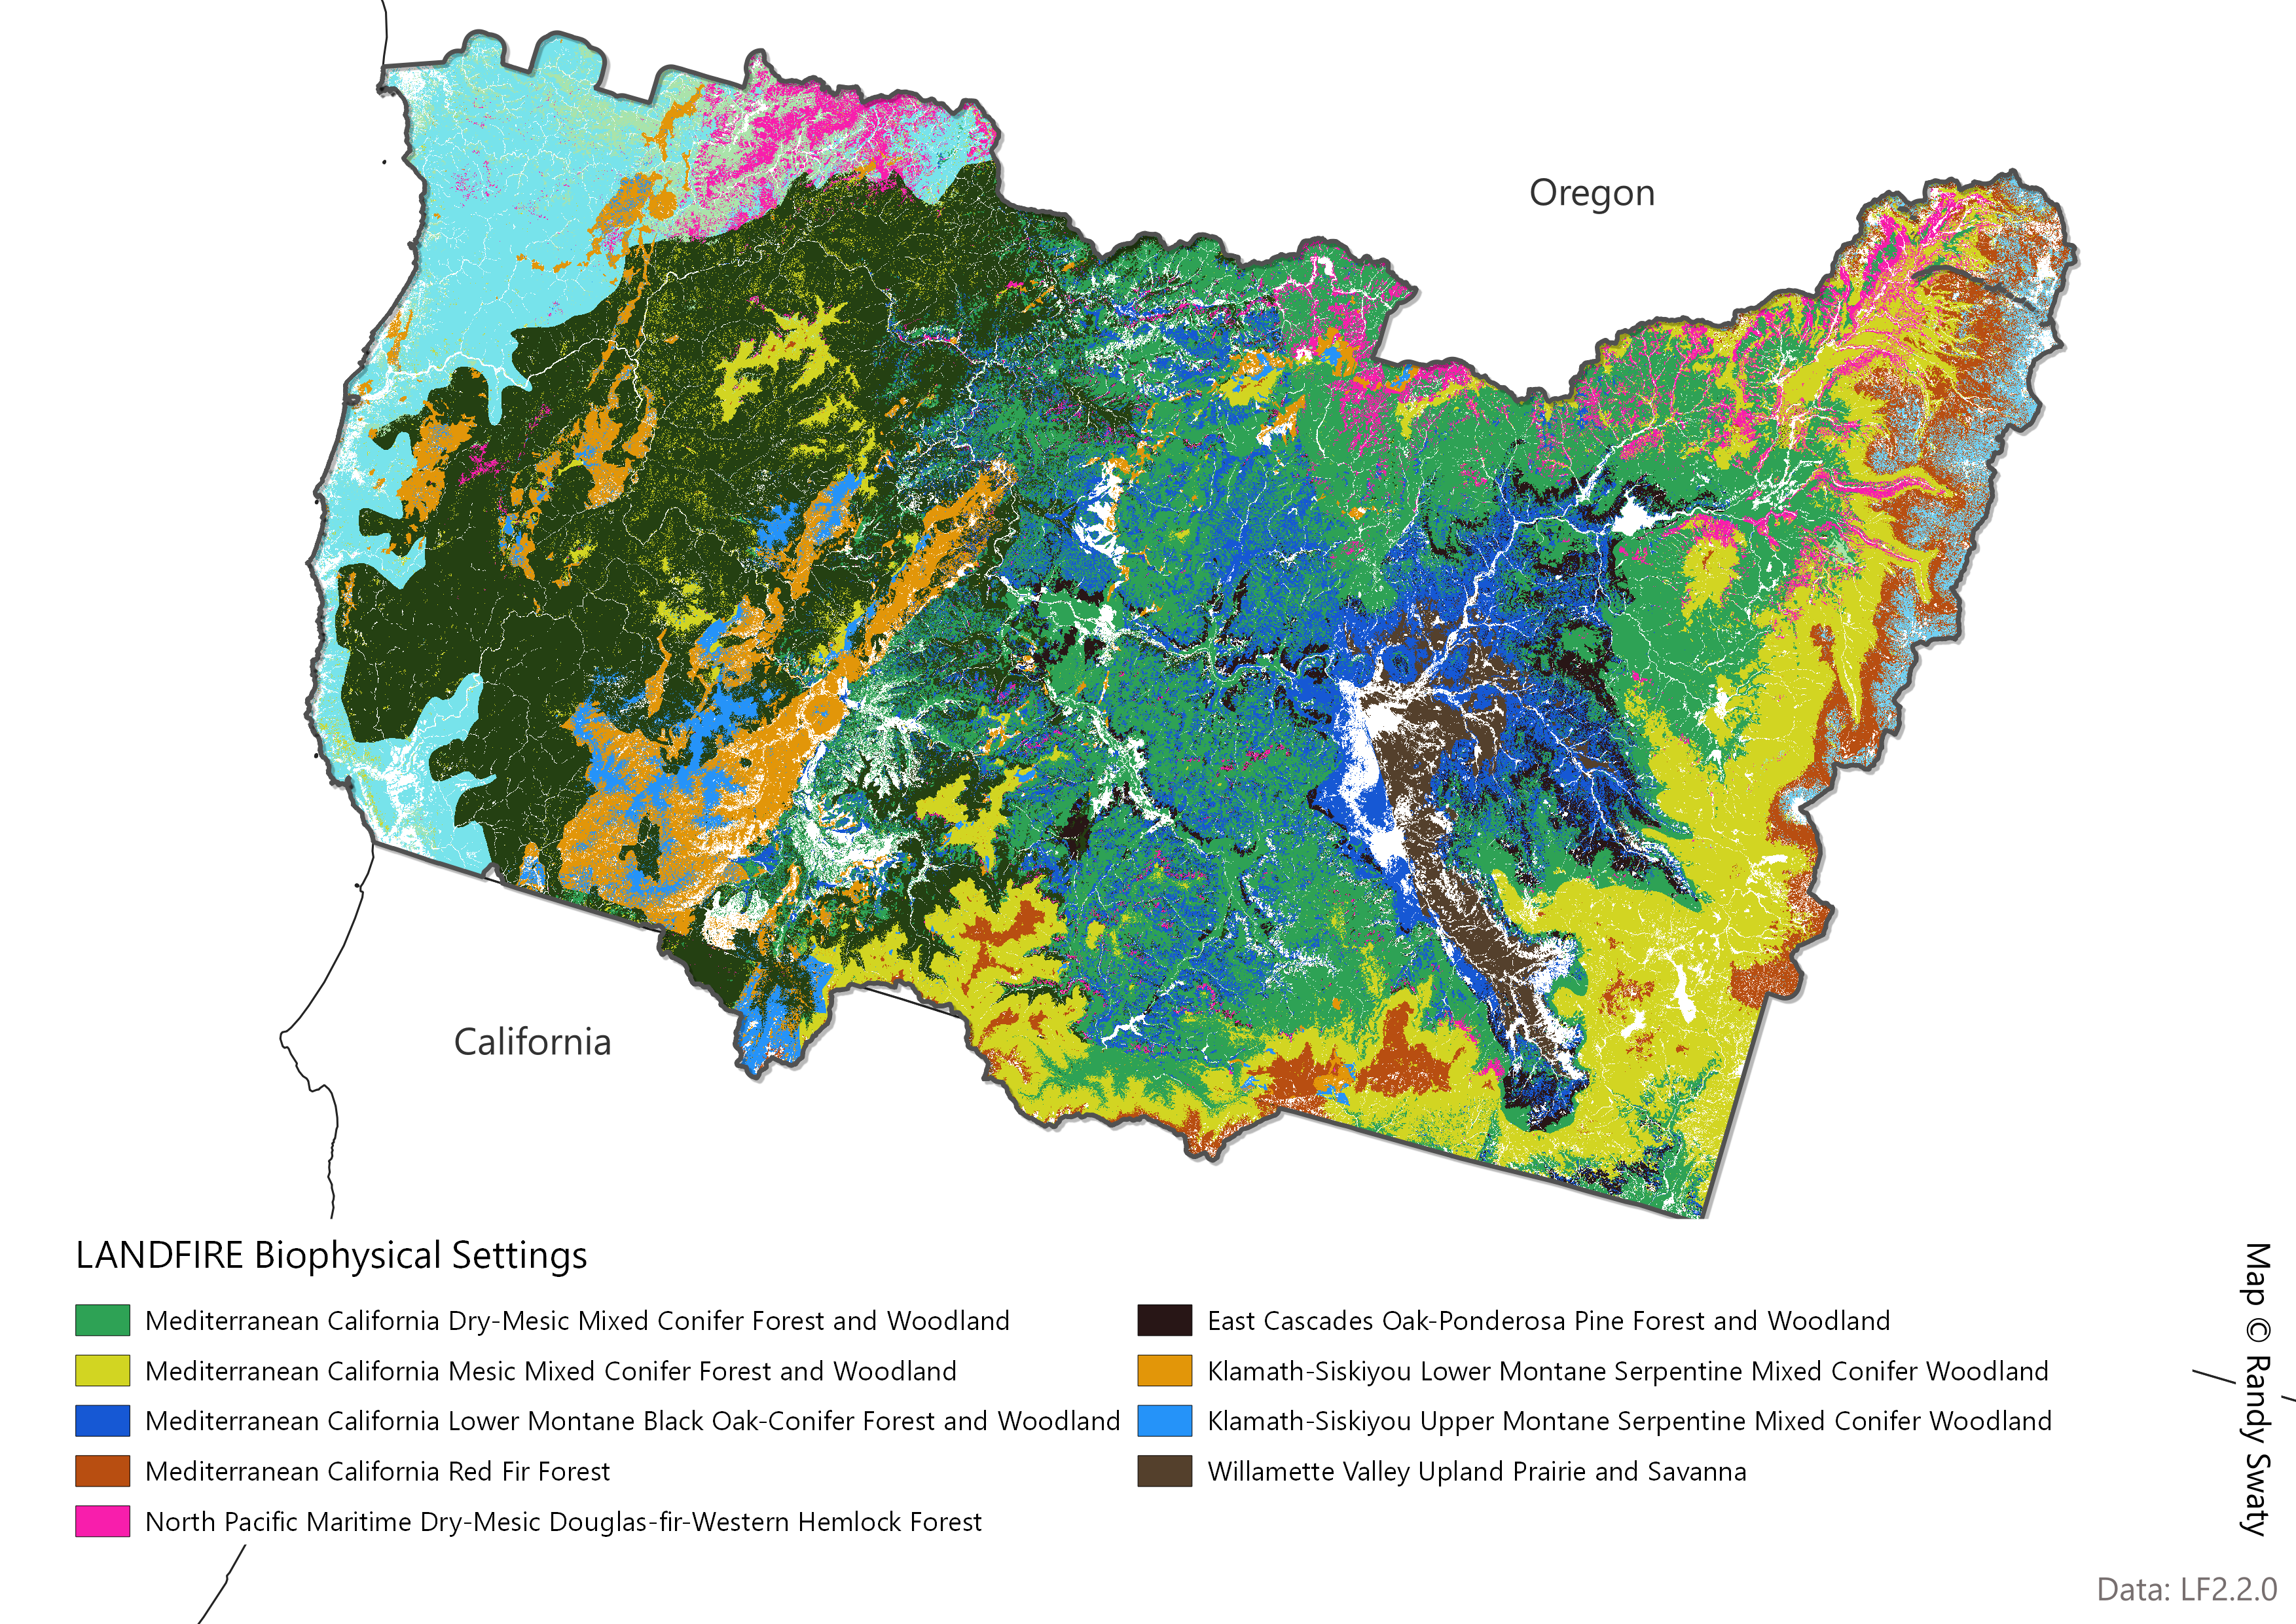 Oregon
California
LANDFIRE Biophysical Settings
Mediterranean California Dry-Mesic Mixed Conifer Forest and Woodland
Mediterranean California Mesic Mixed Conifer Forest and Woodland
Mediterranean California Lower Montane Black Oak-Conifer Forest and Woodland
Mediterranean California Red Fir Forest
North Pacific Maritime Dry-Mesic Douglas-fir-Western Hemlock Forest
East Cascades Oak-Ponderosa Pine Forest and Woodland
Klamath-Siskiyou Lower Montane Serpentine Mixed Conifer Woodland
Klamath-Siskiyou Upper Montane Serpentine Mixed Conifer Woodland
Willamette Valley Upland Prairie and Savanna
Map © Randy Swaty
Data: LF2.2.0